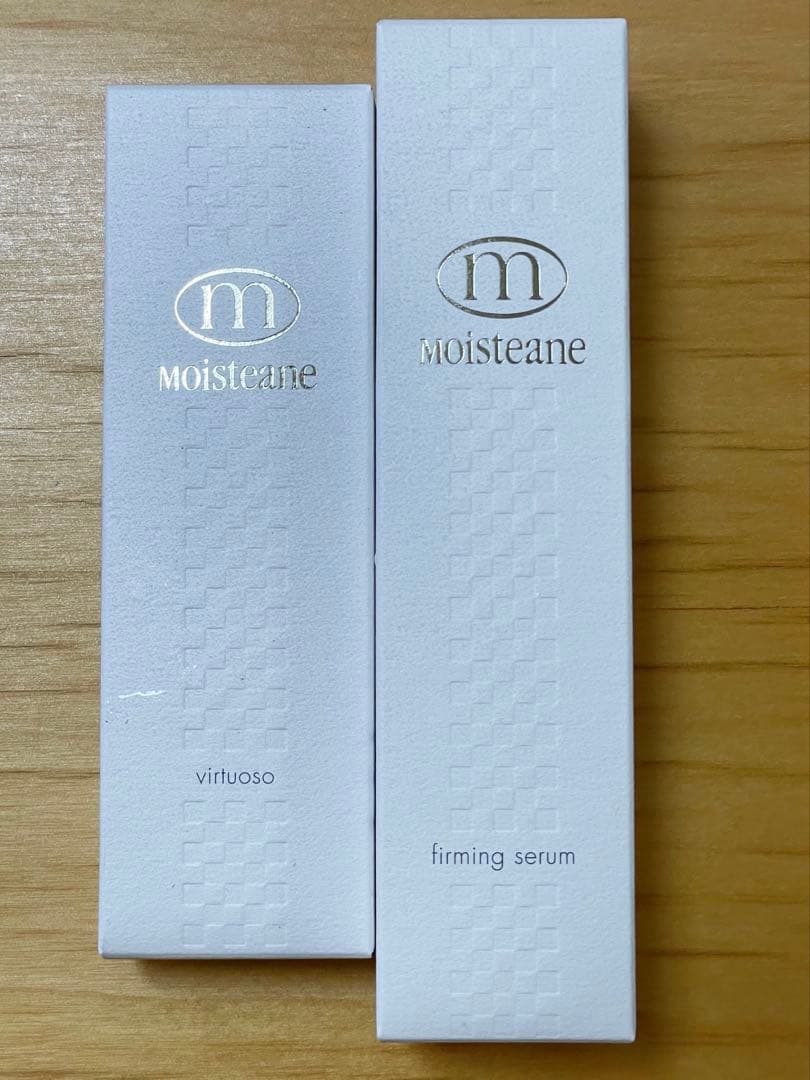 m
Moisteane
virtuoso
m
Moisteane
firming serum